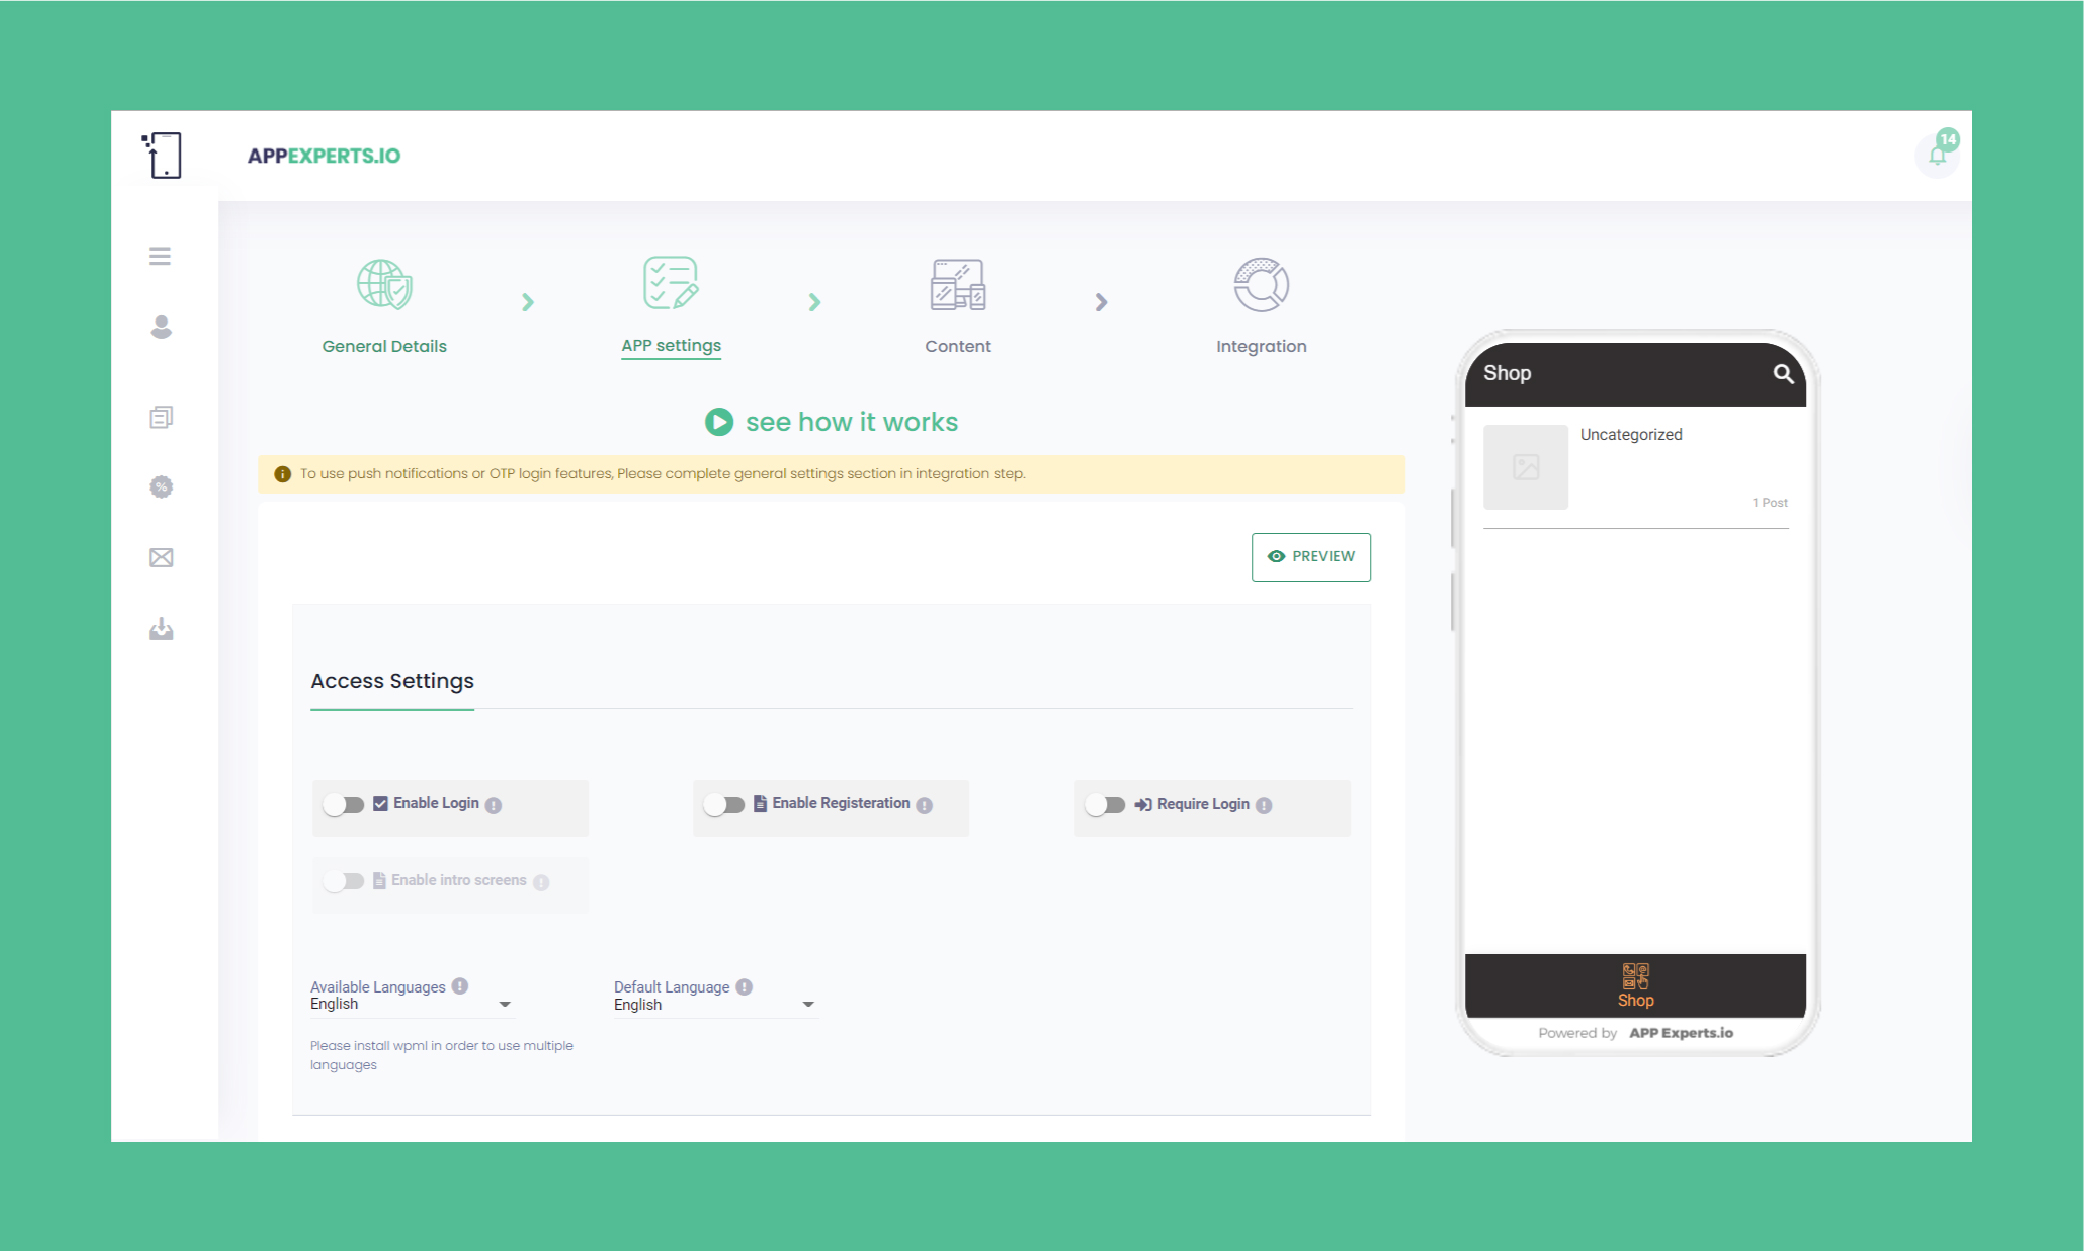 APPEXPERTS.IO
14
General Details
APP settings
Content
Integration
see how it works
To use push notifications or OTP login features, Please complete general settings section in integration step.
PREVIEW
Access Settings
Enable Login
Enable Registeration
Require Login
Enable intro screens
Available Languages
English
Default Language
English
Please install wpml in order to use multiple
languages
Shop
Uncategorized
1 Post
Shop
Powered by APP Experts.io